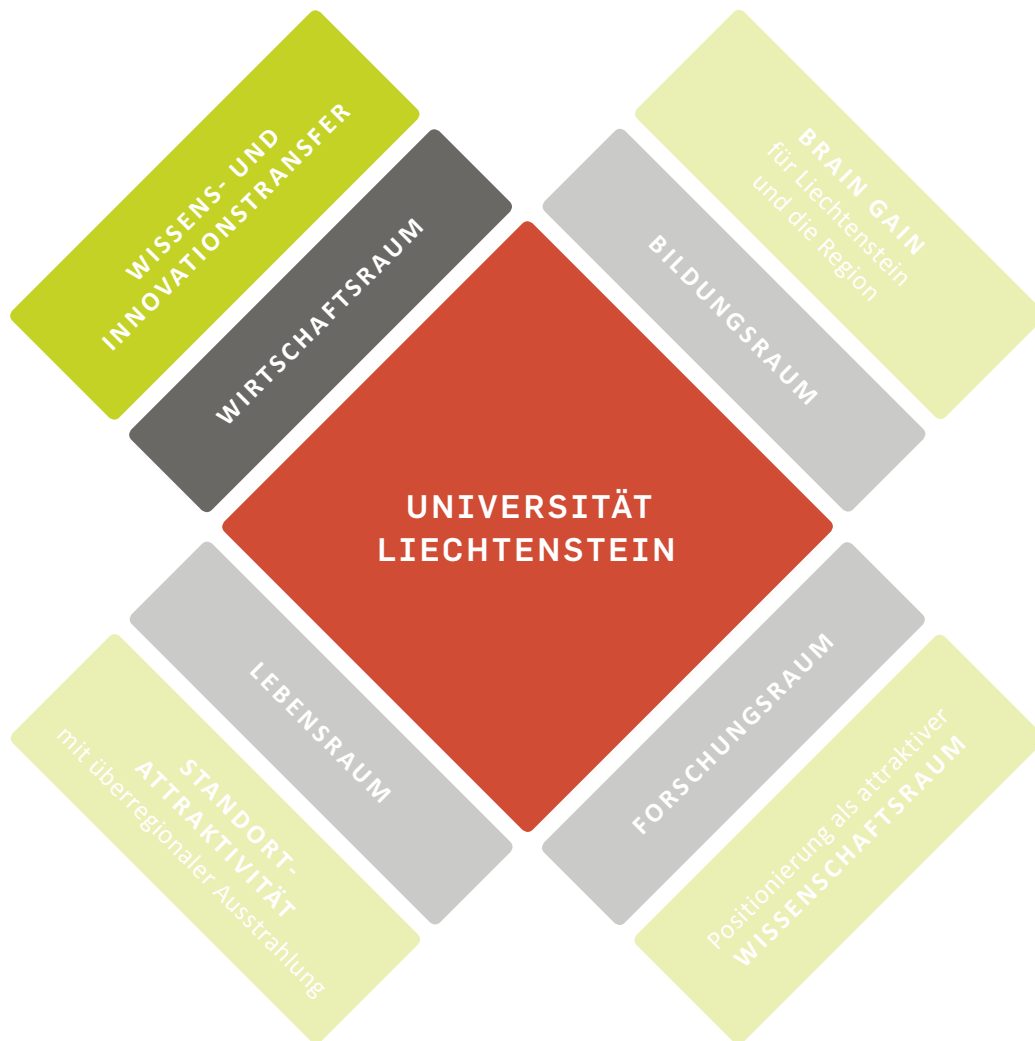 WISSENS- UND
INNOVATIONSTRANSFER
WIRTSCHAFTSRAUM
BRAIN GAIN
für Liechtenstein
und die Region
BILDUNGSRAUM
UNIVERSITÄT
LIECHTENSTEIN
LEBENSRAUM
STANDORT-
ATTRAKTIVITÄT
mit überregionaler Ausstrahlung
FORSCHUNGSRAUM
Positionierung als attraktiver
WISSENSCHAFTSRAUM